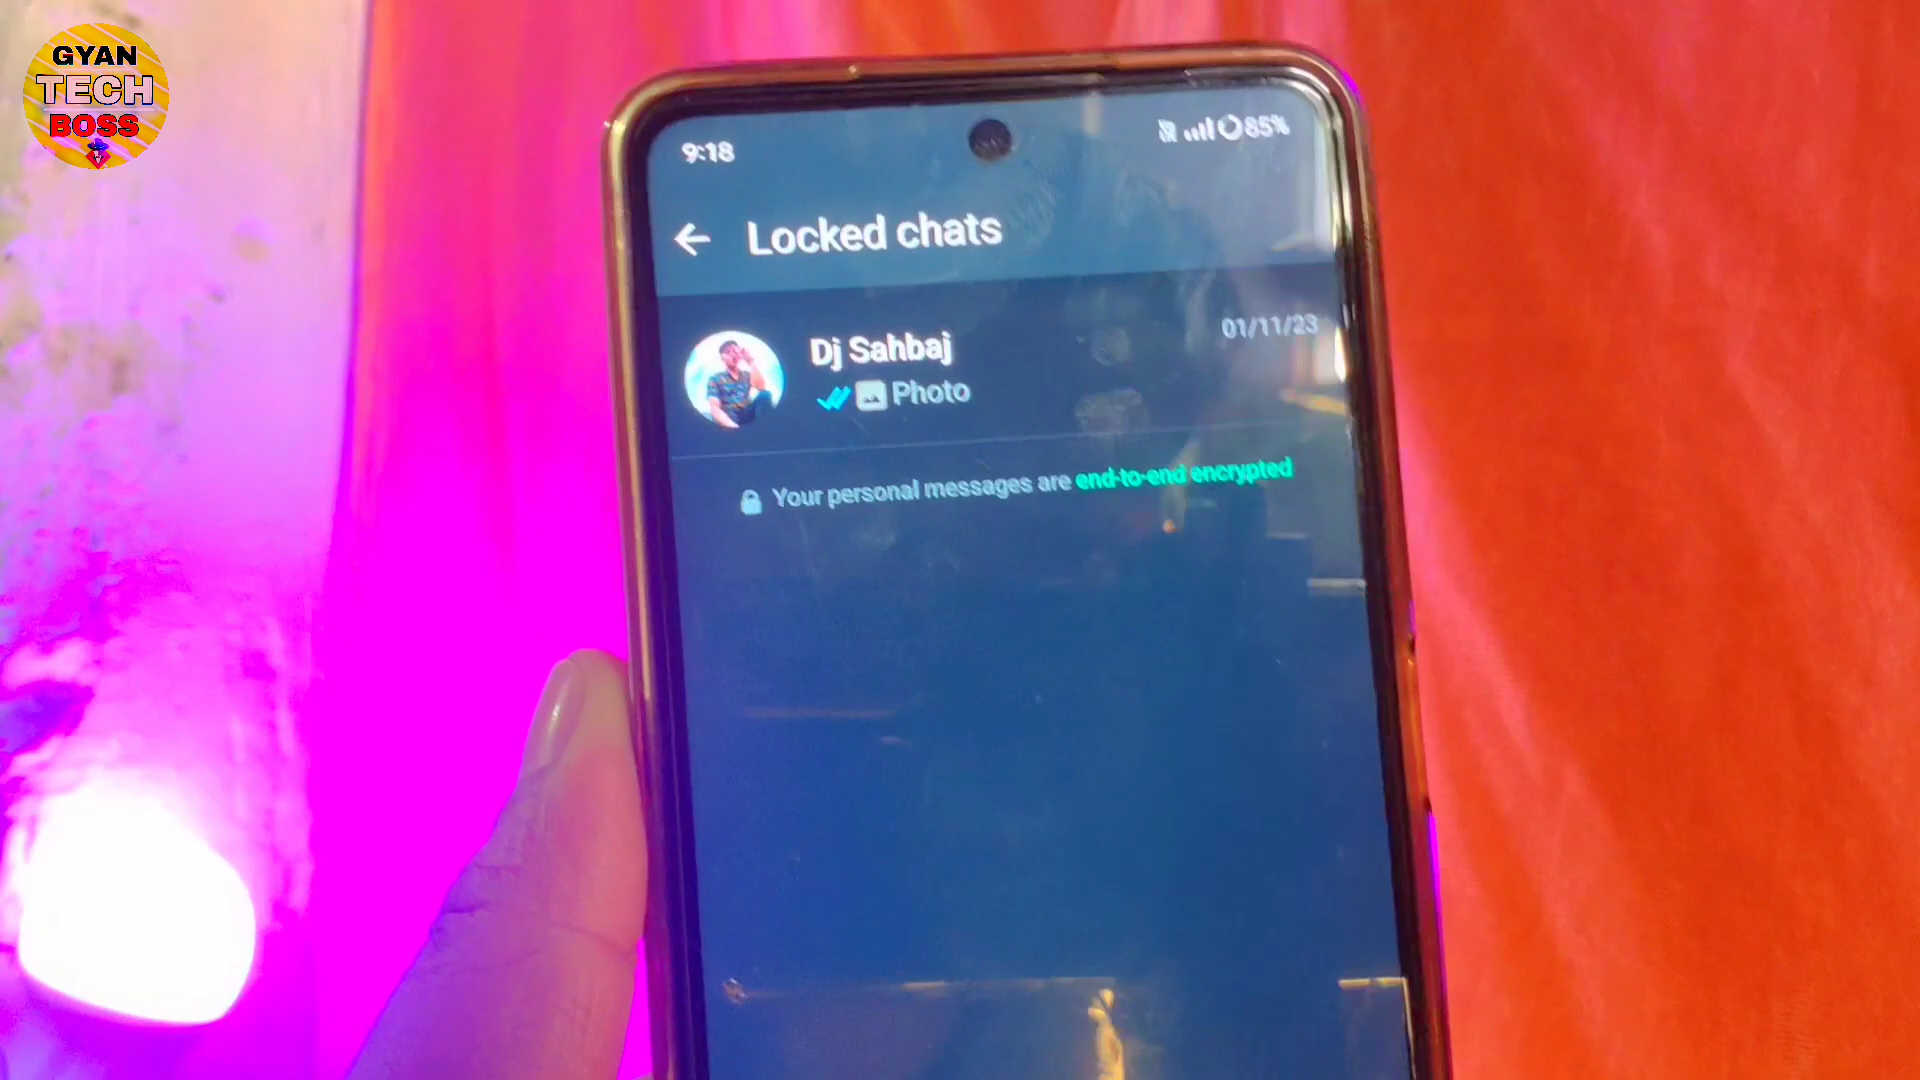 GYAN
TECH
BOSS
9:18
85%
Locked chats
Dj Sahbaj
01/11/23
Photo
Your personal messages are end-to-end encrypted